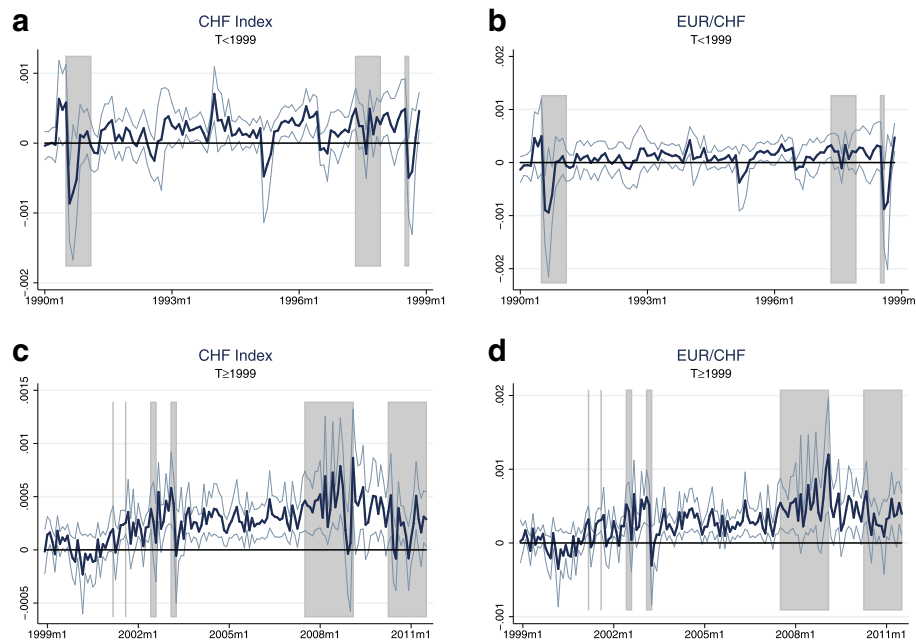 a
CHF Index
T<1999
.001
0
-.001
-.002
1990m1 1993m1 1996m1 1999m1
b
EUR/CHF
T<1999
.002
.001
0
-.001
-.002
1990m1 1993m1 1996m1 1999m
c
CHF Index
T≥1999
.0015
.001
.0005
0
-.0005
1999m1 2002m1 2005m1 2008m1 2011m1
d
EUR/CHF
T≥1999
.002
.001
0
-.001
1999m1 2002m1 2005m1 2008m1 2011m1